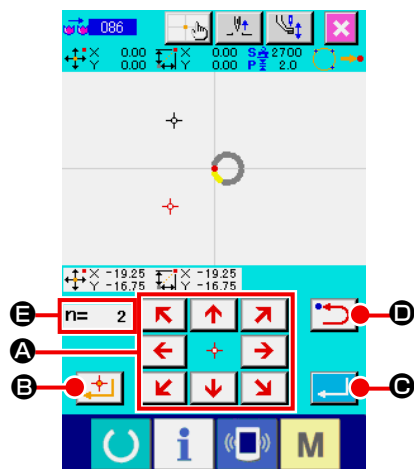 086
X 0.00 X 0.00 S 2700
Y 0.00 Y 0.00 P 2.0
X -19.25 X -19.25
Y -16.75 Y -16.75
E n= 2
D
A
B
C
i M